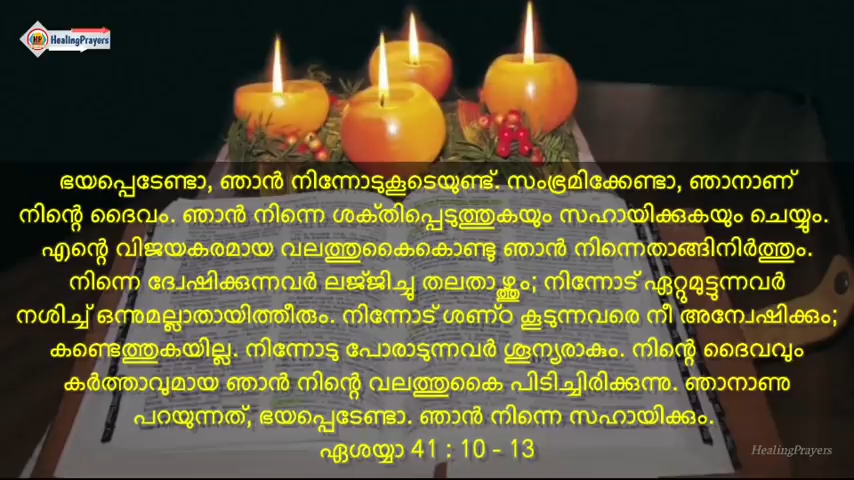 HealingPrayers
ഭയപ്പെടേണ്ടാ, ഞാൻ നിന്നോടുകൂടെയുണ്ട്. സംഭ്രമിക്കേണ്ടാ, ഞാനാണ്
നിന്റെ ദൈവം. ഞാൻ നിന്നെ ശക്തിപ്പെടുത്തുകയും സഹായിക്കുകയും ചെയ്യും.
എന്റെ വിജയകരമായ വലത്തുകൈകൊണ്ടു ഞാൻ നിന്നെതാങ്ങിനിർത്തും.
നിന്നെ ദ്വേഷിക്കുന്നവർ ലജ്ജിച്ചു തലതാഴ്ത്തും; നിന്നോട് ഏറ്റുമുട്ടുന്നവർ
നശിച്ച് ഒന്നുമല്ലാതായിത്തീരും. നിന്നോട് ശണ്ഠ കൂടുന്നവരെ നീ അന്വേഷിക്കും;
കണ്ടെത്തുകയില്ല. നിന്നോടു പോരാടുന്നവർ ശൂന്യരാകും. നിന്റെ ദൈവവും
കർത്താവുമായ ഞാൻ നിന്റെ വലത്തുകൈ പിടിച്ചിരിക്കുന്നു. ഞാനാണു
പറയുന്നത്, ഭയപ്പെടേണ്ടാ. ഞാൻ നിന്നെ സഹായിക്കും.
ഏശയ്യാ 41 : 10 - 13
HealingPrayers